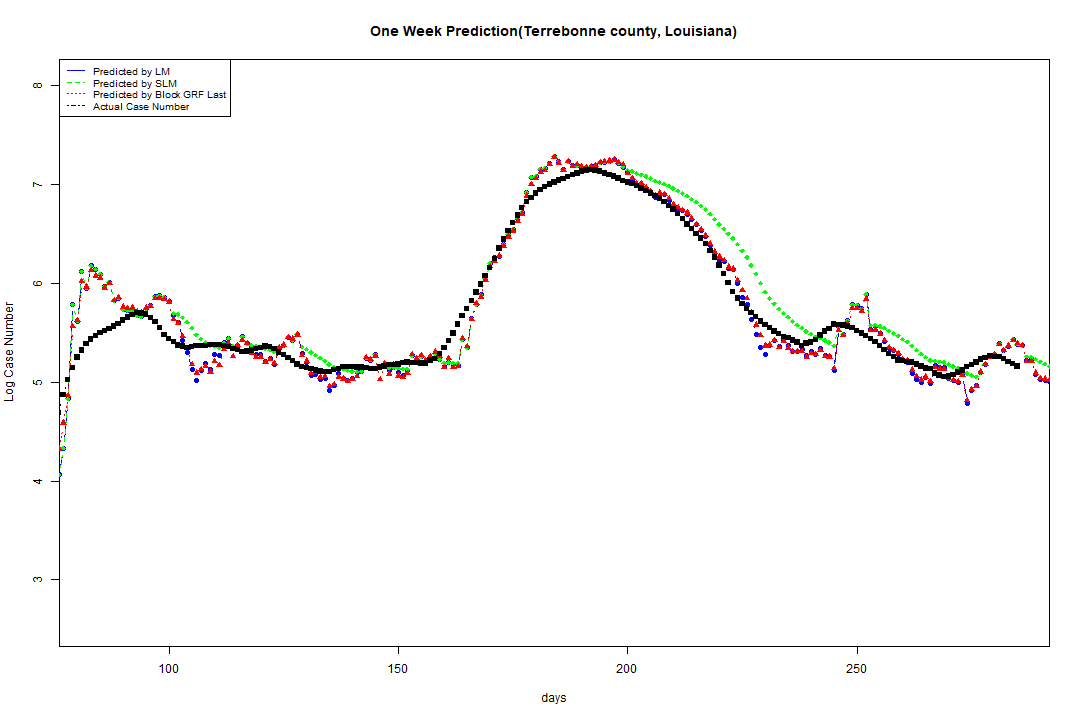 One Week Prediction(Terrebonne county, Louisiana)
Predicted by LM
Predicted by SLM
Predicted by Block GRF Last
Actual Case Number
Log Case Number
8
7
6
5
4
3
100 150 200 250
days